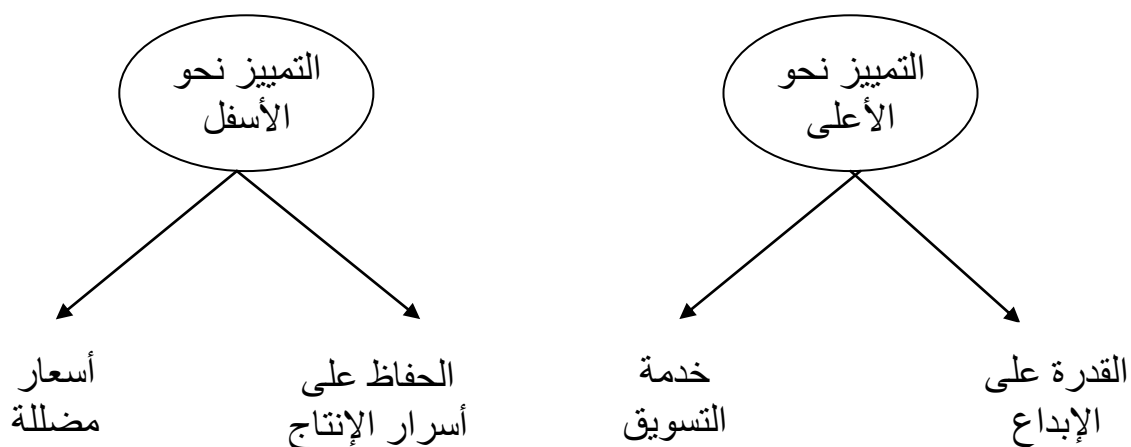 التمييز نحو
الأعلى
التمييز نحو
الأسفل
القدرة على
الإبداع
خدمة
التسويق
الحفاظ على
أسرار الإنتاج
أسعار
مضللة